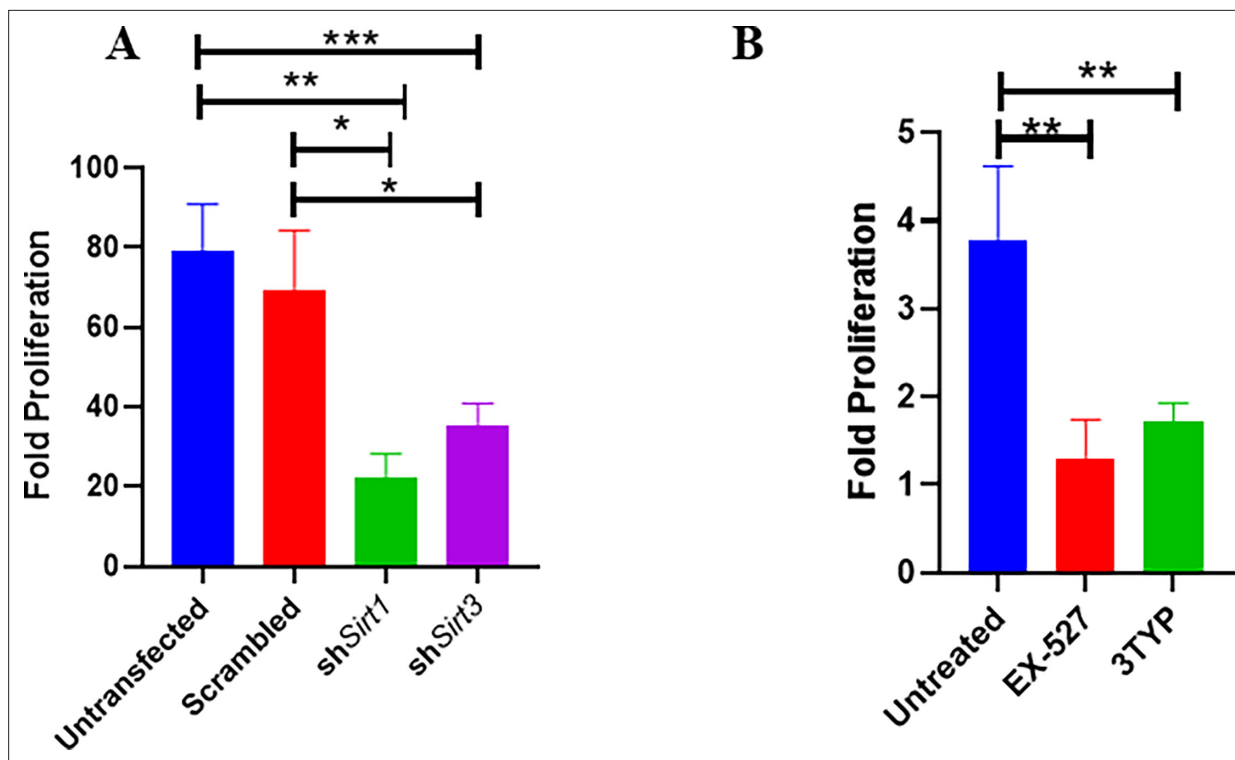 A
***
**
*
*
100
80
60
40
20
0
Fold Proliferation
Untransfected
Scrambled
shSirt1
shSirt3
B
**
**
5
4
3
2
1
0
Fold Proliferation
Untreated
EX-527
3TYP